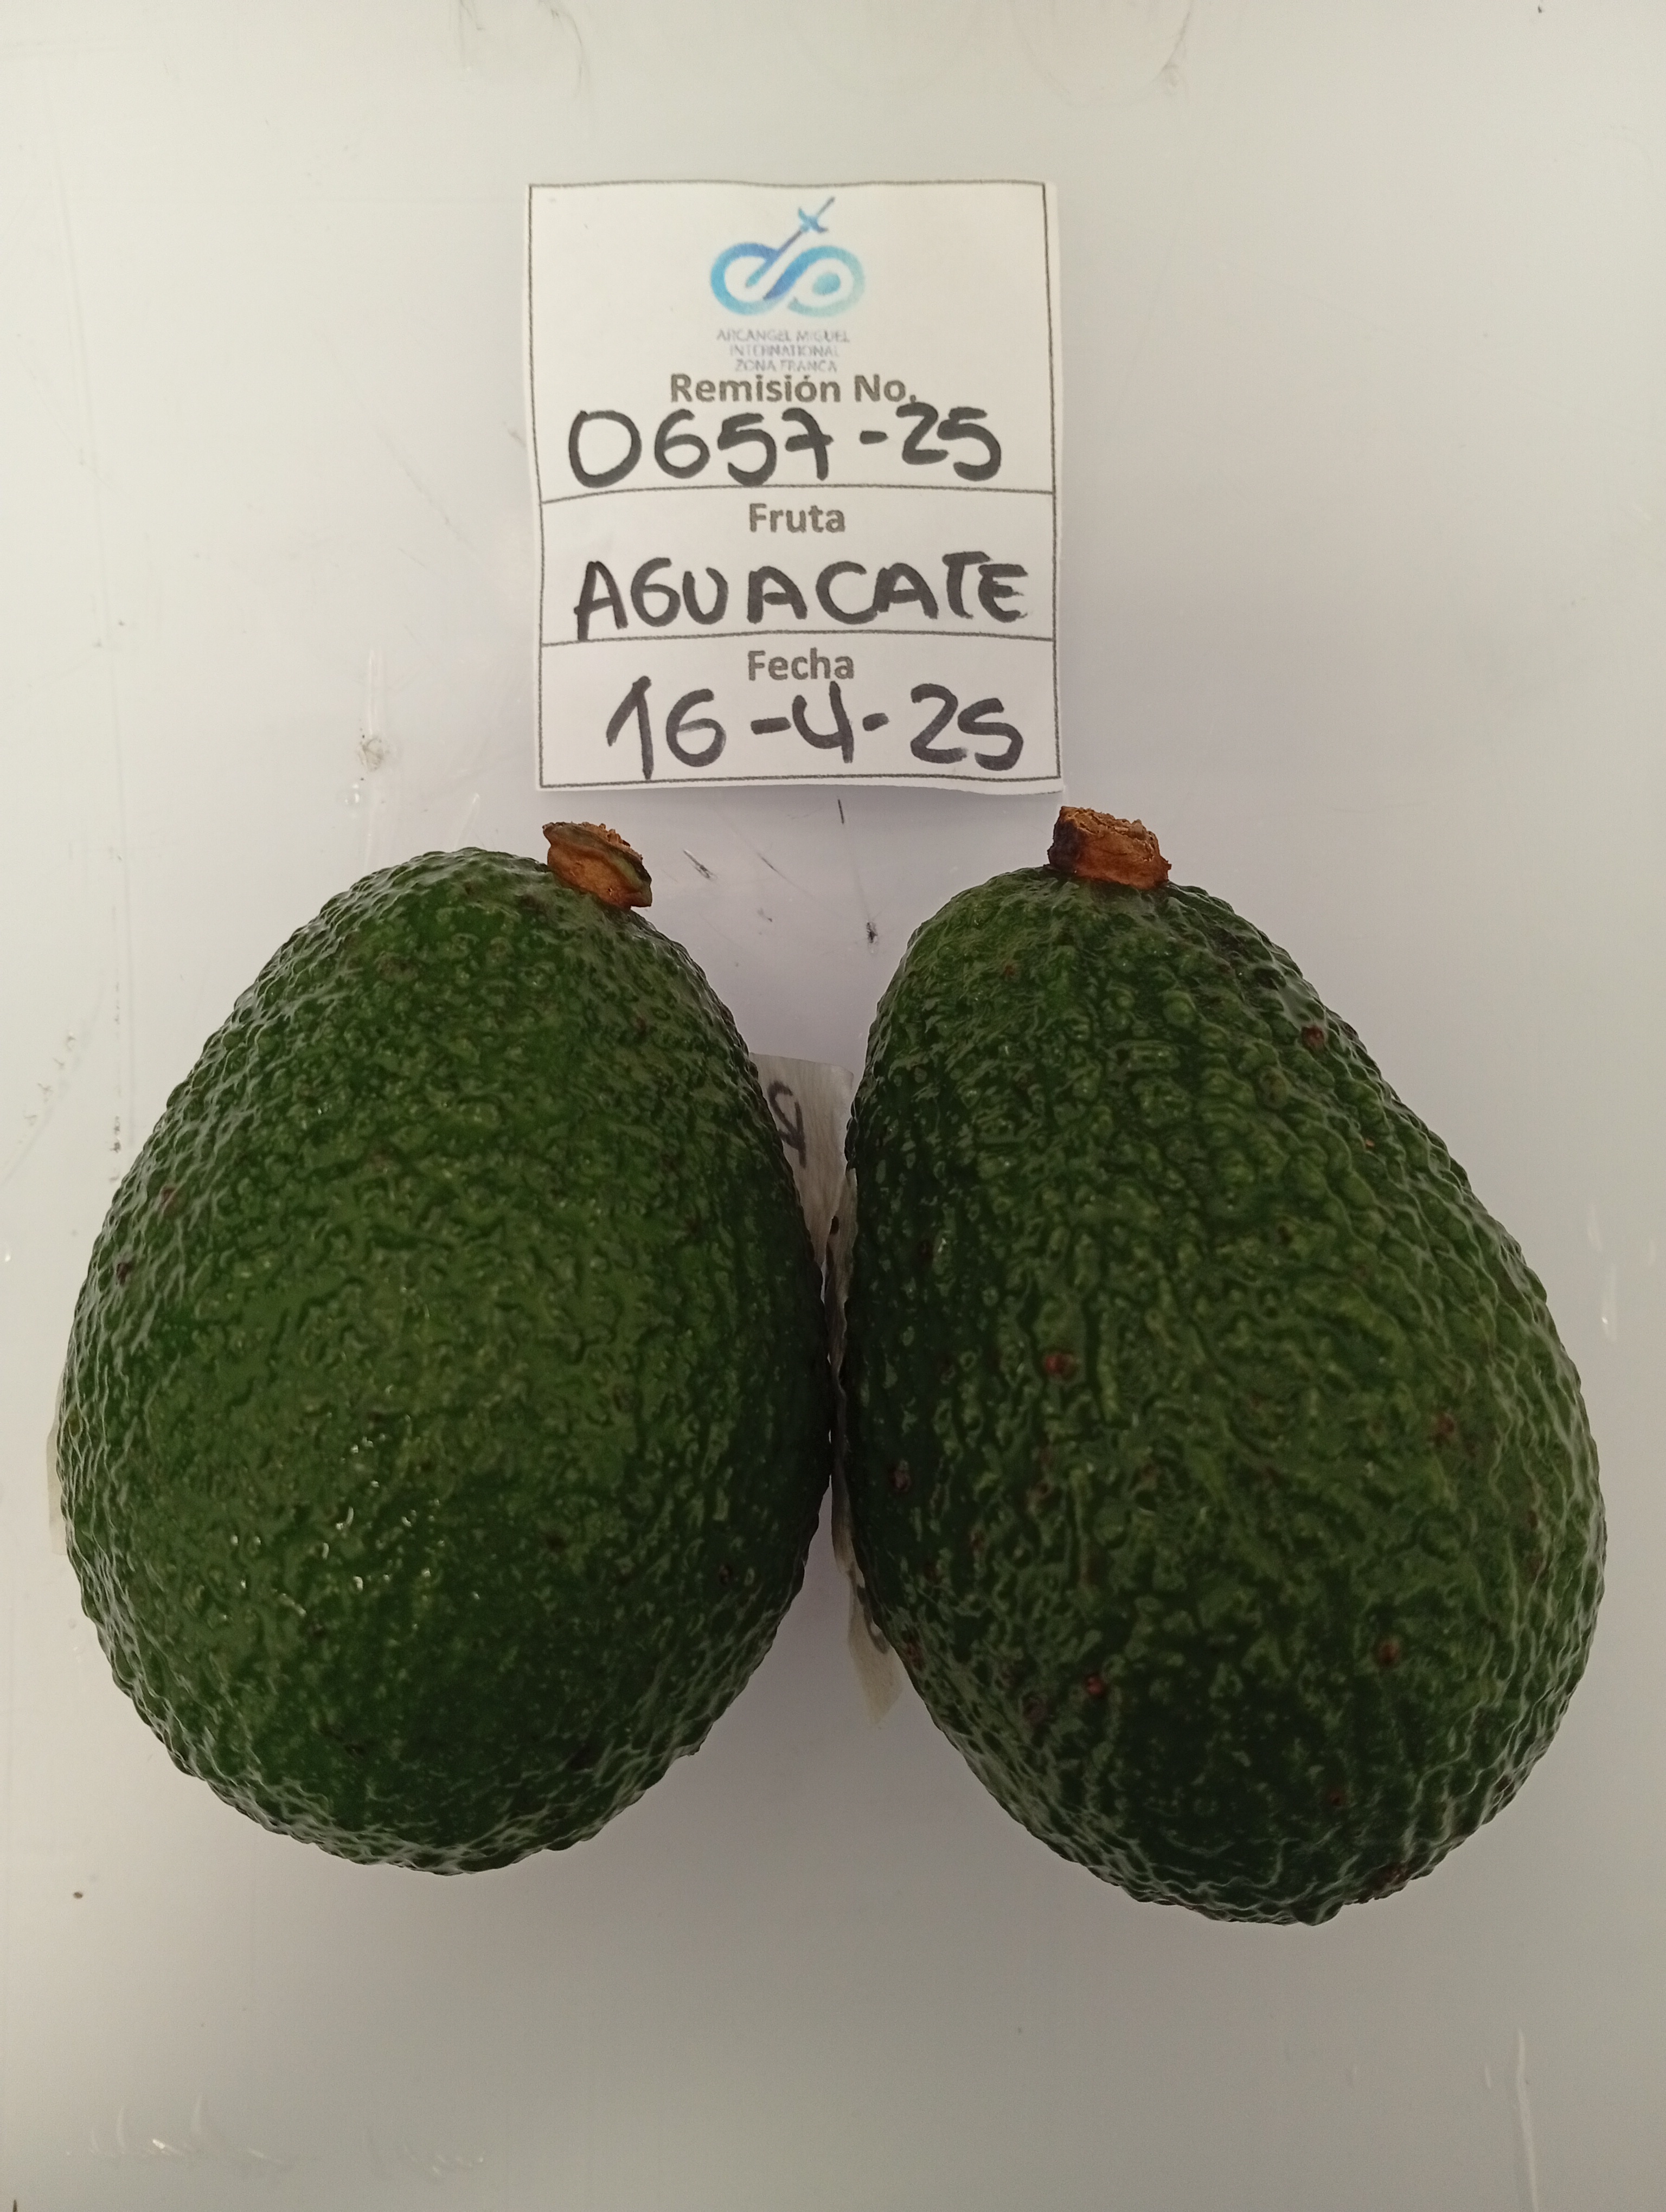 ARCANGEL MIGUEL
INTERNATIONAL
ZONA FRANCA
Remisión No.
0657-25
Fruta
AGUACATE
Fecha
16-4-25